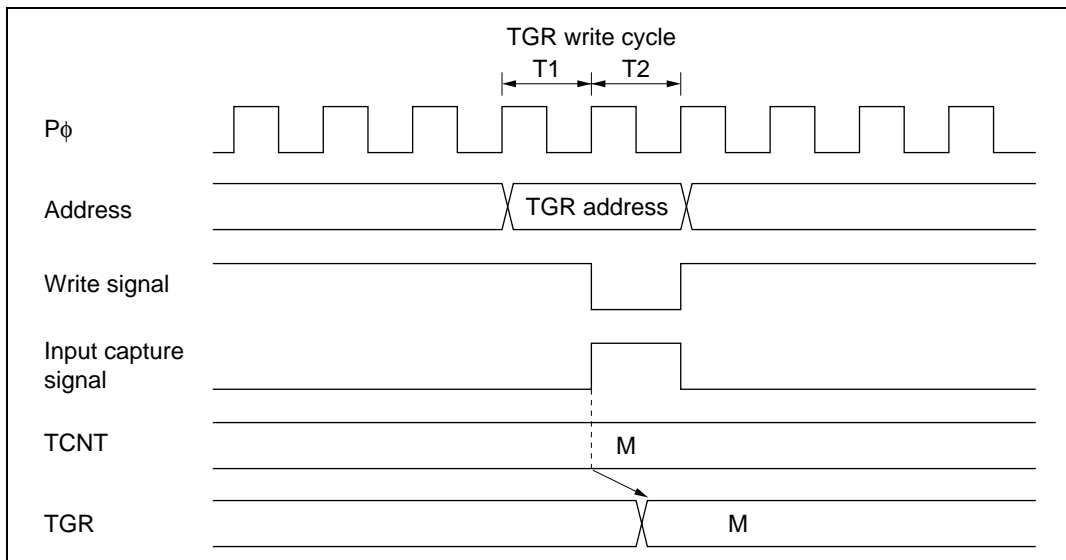 TGR write cycle
T1 T2
Pϕ
Address
TGR address
Write signal
Input capture
signal
TCNT
M
TGR
M